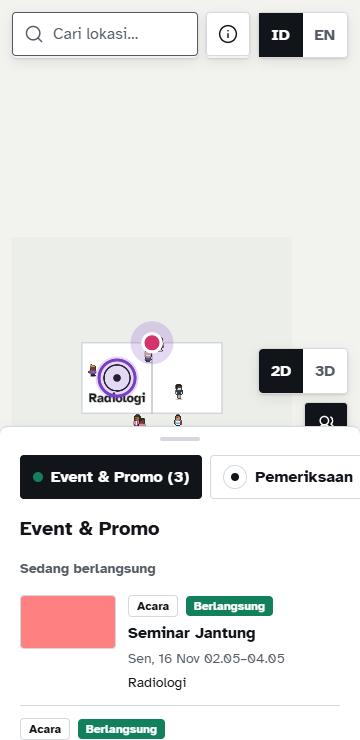 Cari lokasi...
ID EN
Radiologi
2D 3D
Event & Promo (3) Pemeriksaan
Event & Promo
Sedang berlangsung
Acara Berlangsung
Seminar Jantung
Sen, 16 Nov 02.05–04.05
Radiologi
Acara Berlangsung